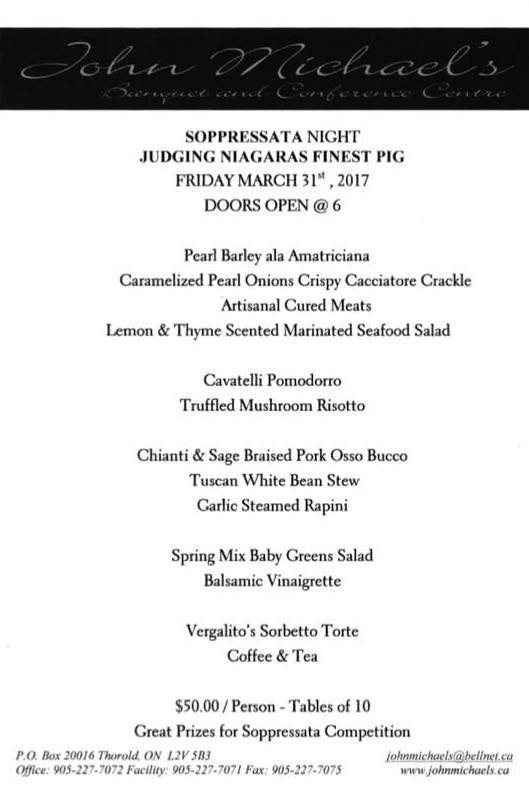 John Michael's
Banquet and Conference Centre
SOPPRESSATA NIGHT
JUDGING NIAGARAS FINEST PIG
FRIDAY MARCH 31st , 2017
DOORS OPEN @ 6
Pearl Barley ala Amatriciana
Caramelized Pearl Onions Crispy Cacciatore Crackle
Artisanal Cured Meats
Lemon & Thyme Scented Marinated Seafood Salad
Cavatelli Pomodorro
Truffled Mushroom Risotto
Chianti & Sage Braised Pork Osso Bucco
Tuscan White Bean Stew
Garlic Steamed Rapini
Spring Mix Baby Greens Salad
Balsamic Vinaigrette
Vergalito's Sorbetto Torte
Coffee & Tea
$50.00 / Person - Tables of 10
Great Prizes for Soppressata Competition
P.O. Box 20016 Thorold, ON L2V 5B3 johnmichaels@bellnet.ca
Office: 905-227-7072 Facility: 905-227-7071 Fax: 905-227-7075 www.johnmichaels.ca